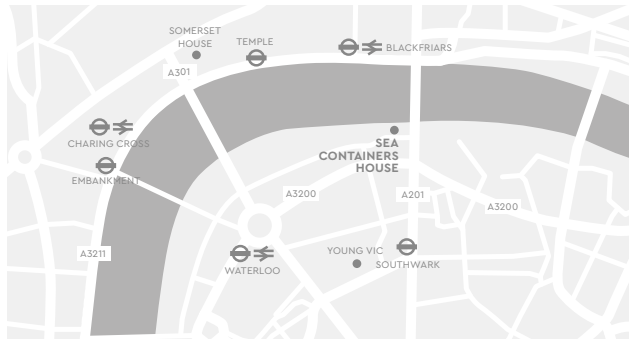 SOMERSET
HOUSE
TEMPLE
BLACKFRIARS
A301
CHARING CROSS
SEA
CONTAINERS
HOUSE
EMBANKMENT
A3200
A201
A3200
A3211
YOUNG VIC
SOUTHWARK
WATERLOO